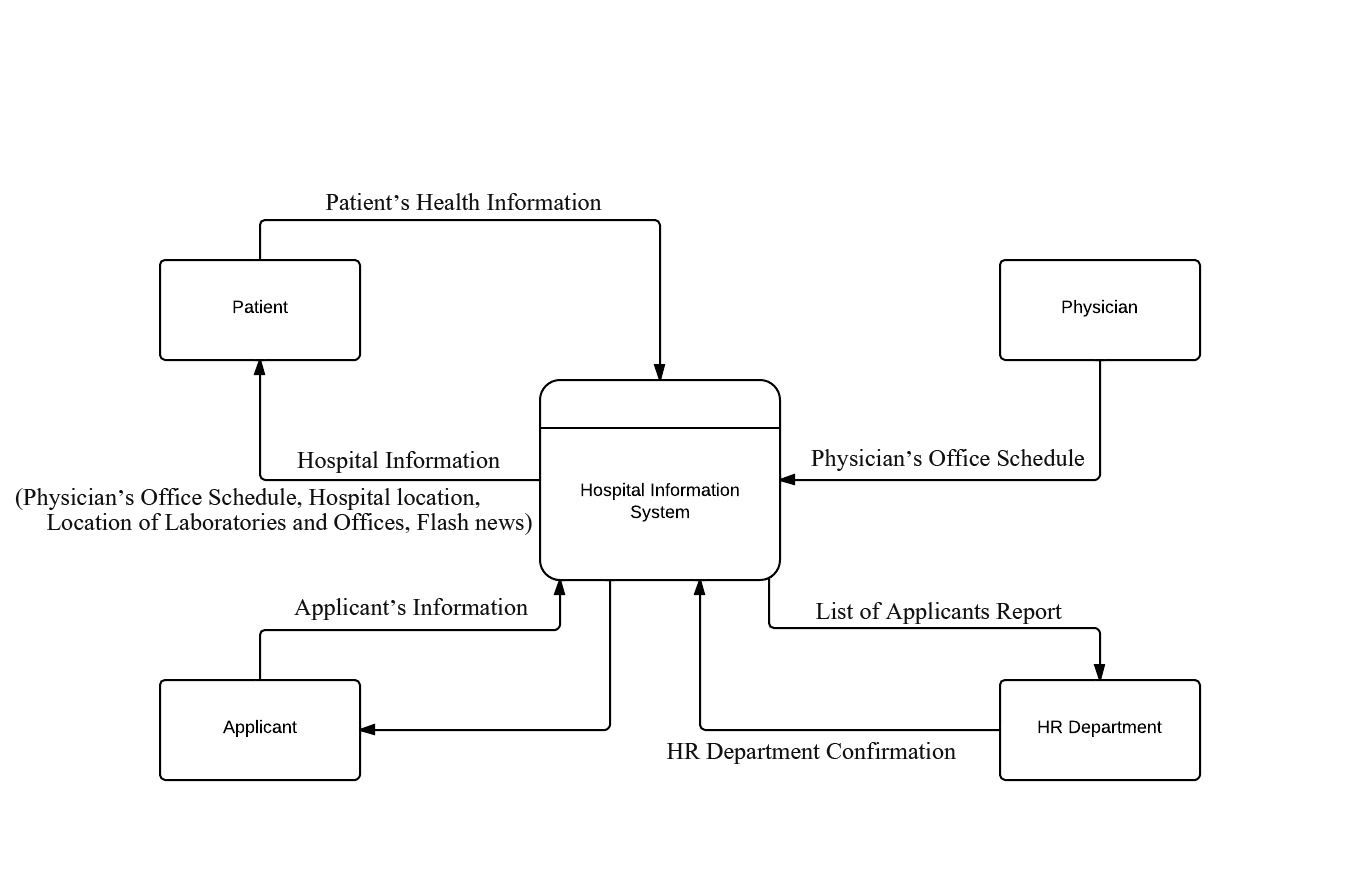 Patient’s Health Information
Patient
Physician
Hospital Information
Physician’s Office Schedule
(Physician’s Office Schedule, Hospital location,
Location of Laboratories and Offices, Flash news)
Hospital Information
System
Applicant’s Information
List of Applicants Report
Applicant
HR Department
HR Department Confirmation